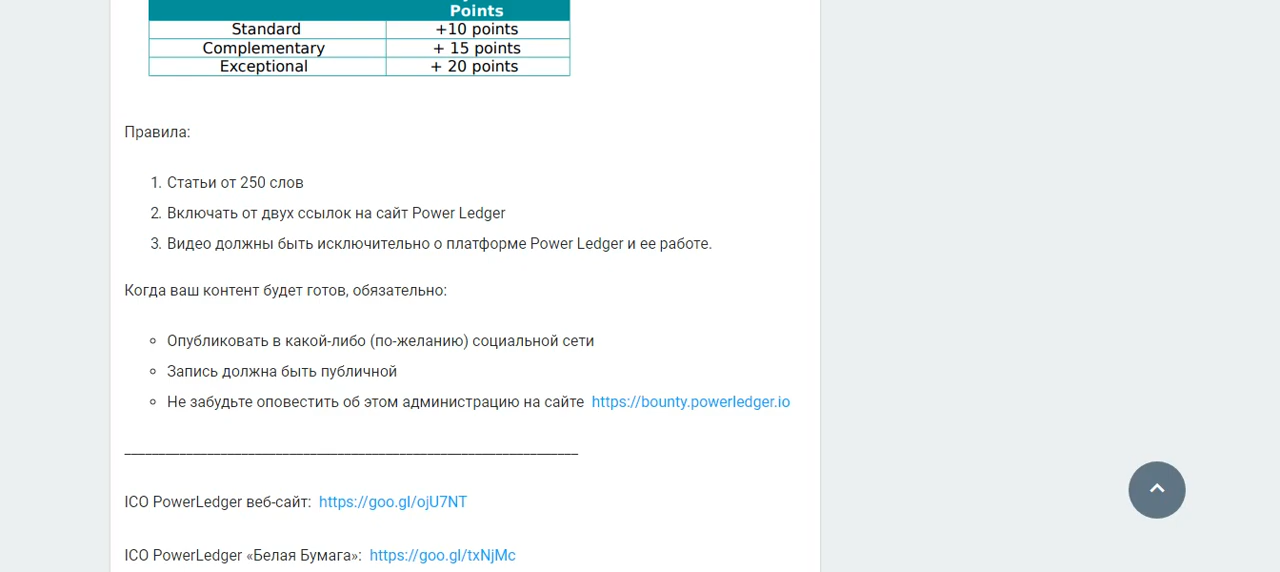 Points
Standard +10 points
Complementary + 15 points
Exceptional + 20 points
Правила:
1. Статьи от 250 слов
2. Включать от двух ссылок на сайт Power Ledger
3. Видео должны быть исключительно о платформе Power Ledger и ее работе.
Когда ваш контент будет готов, обязательно:
Опубликовать в какой-либо (по-желанию) социальной сети
Запись должна быть публичной
Не забудьте оповестить об этом администрацию на сайте https://bounty.powerledger.io
ICO PowerLedger веб-сайт: https://goo.gl/ojU7NT
ICO PowerLedger «Белая Бумага»: https://goo.gl/txNjMc